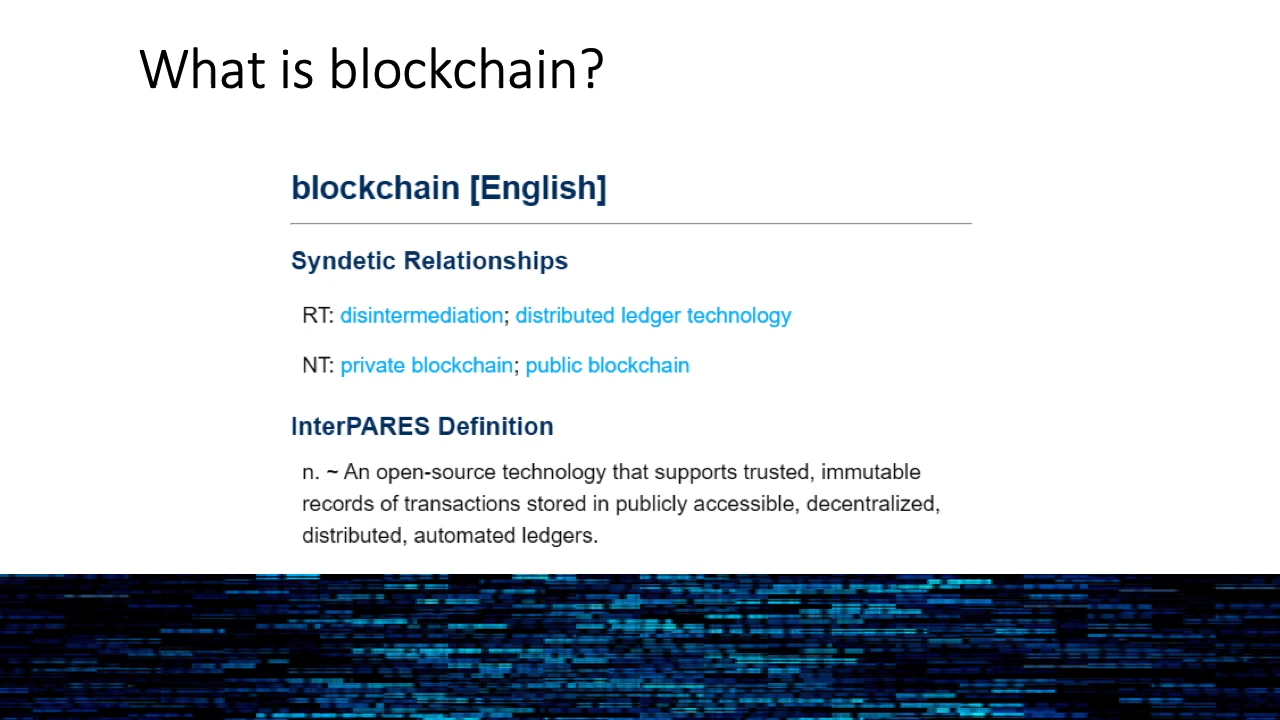 What is blockchain?
blockchain [English]
Syndetic Relationships
RT: disintermediation; distributed ledger technology
NT: private blockchain; public blockchain
InterPARES Definition
n. ~ An open-source technology that supports trusted, immutable
records of transactions stored in publicly accessible, decentralized,
distributed, automated ledgers.